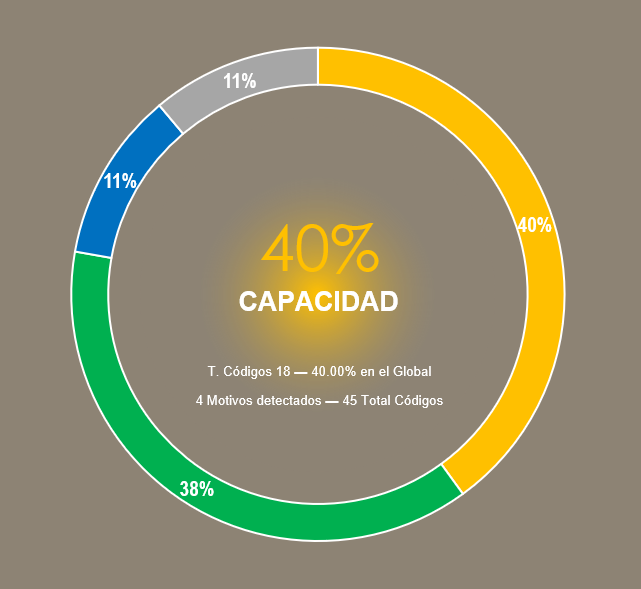 11%
11%
40%
40%
CAPACIDAD
T. Códigos 18 — 40.00% en el Global
4 Motivos detectados — 45 Total Códigos
38%